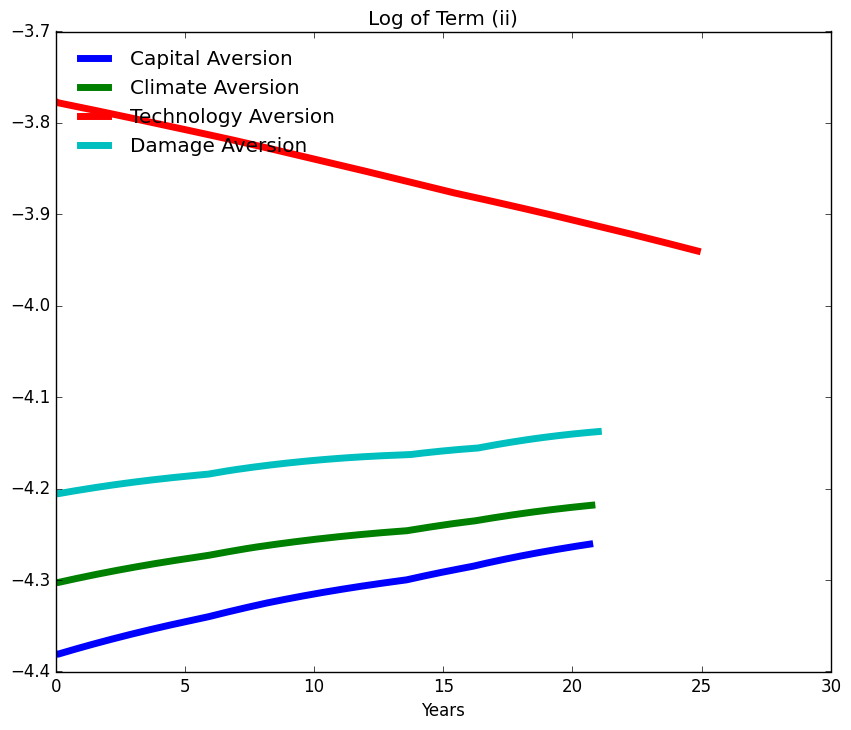 Log of Term (ii)
−3.7
−3.8
−3.9
−4.0
−4.1
−4.2
−4.3
−4.4
Capital Aversion
Climate Aversion
Technology Aversion
Damage Aversion
0 5 10 15 20 25 30
Years